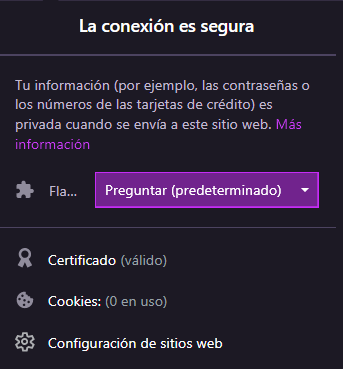 La conexión es segura
Tu información (por ejemplo, las contraseñas o
los números de las tarjetas de crédito) es
privada cuando se envía a este sitio web. Más
información
Fla... Preguntar (predeterminado)
Certificado (válido)
Cookies: (0 en uso)
Configuración de sitios web